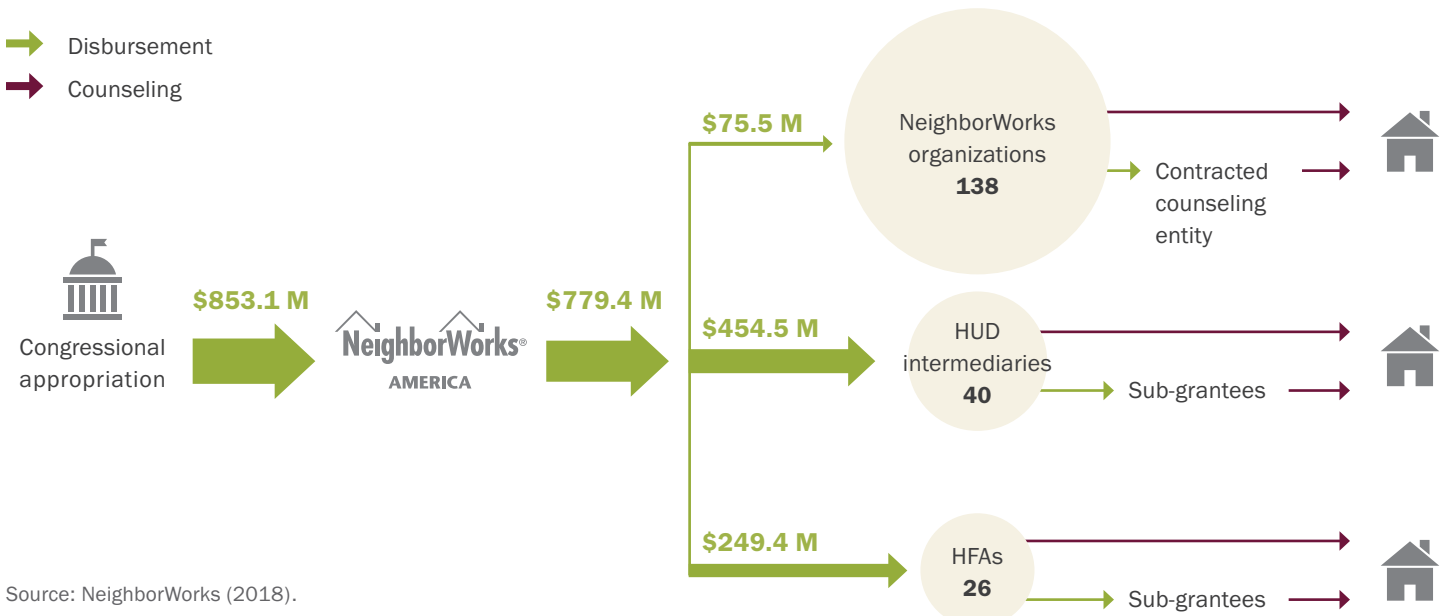 Disbursement
Counseling
$75.5 M
NeighborWorks
organizations
138
Contracted
counseling
entity
$853.1 M
$779.4 M
Congressional
appropriation
NeighborWorks®
AMERICA
$454.5 M
HUD
intermediaries
40
Sub-grantees
$249.4 M
HFAs
26
Sub-grantees
Source: NeighborWorks (2018).